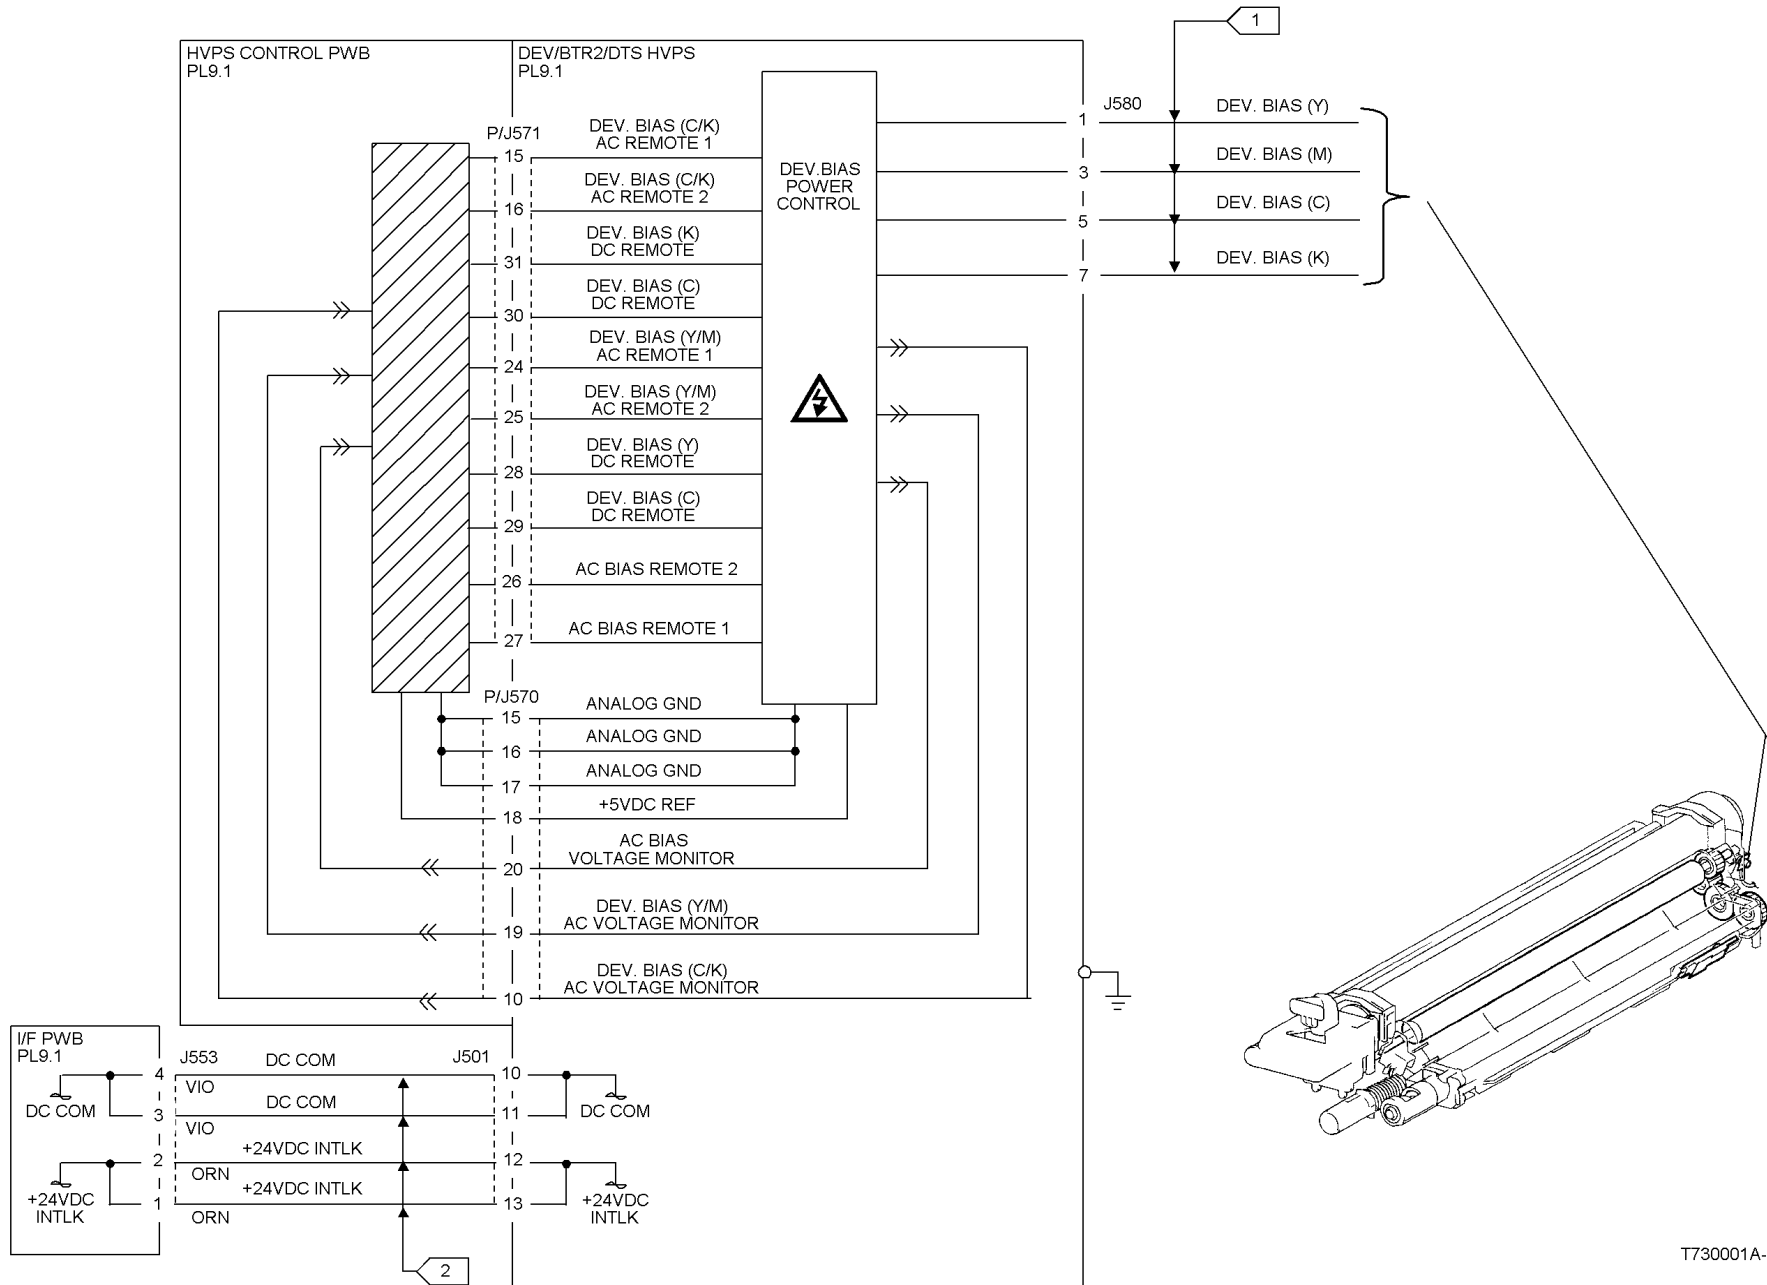 1
HVPS CONTROL PWB
PL9.1
DEV/BTR2/DTS HVPS
PL9.1
P/J571
DEV. BIAS (C/K)
AC REMOTE 1
15
DEV. BIAS (C/K)
AC REMOTE 2
16
DEV. BIAS (K)
DC REMOTE
31
DEV. BIAS (C)
DC REMOTE
30
DEV. BIAS (Y/M)
AC REMOTE 1
24
DEV. BIAS (Y/M)
AC REMOTE 2
25
DEV. BIAS (Y)
DC REMOTE
28
DEV. BIAS (C)
DC REMOTE
29
AC BIAS REMOTE 2
26
AC BIAS REMOTE 1
27
DEV.BIAS
POWER
CONTROL
J580
1
DEV. BIAS (Y)
3
DEV. BIAS (M)
5
DEV. BIAS (C)
7
DEV. BIAS (K)
P/J570
ANALOG GND
15
ANALOG GND
16
ANALOG GND
17
+5VDC REF
18
AC BIAS
VOLTAGE MONITOR
20
DEV. BIAS (Y/M)
AC VOLTAGE MONITOR
19
DEV. BIAS (C/K)
AC VOLTAGE MONITOR
10
I/F PWB
PL9.1
J553
J501
4
DC COM
10
VIO
DC COM
3
DC COM
11
DC COM
VIO
2
+24VDC INTLK
12
ORN
+24VDC
INTLK
1
+24VDC INTLK
13
+24VDC
INTLK
ORN
2
T730001A-